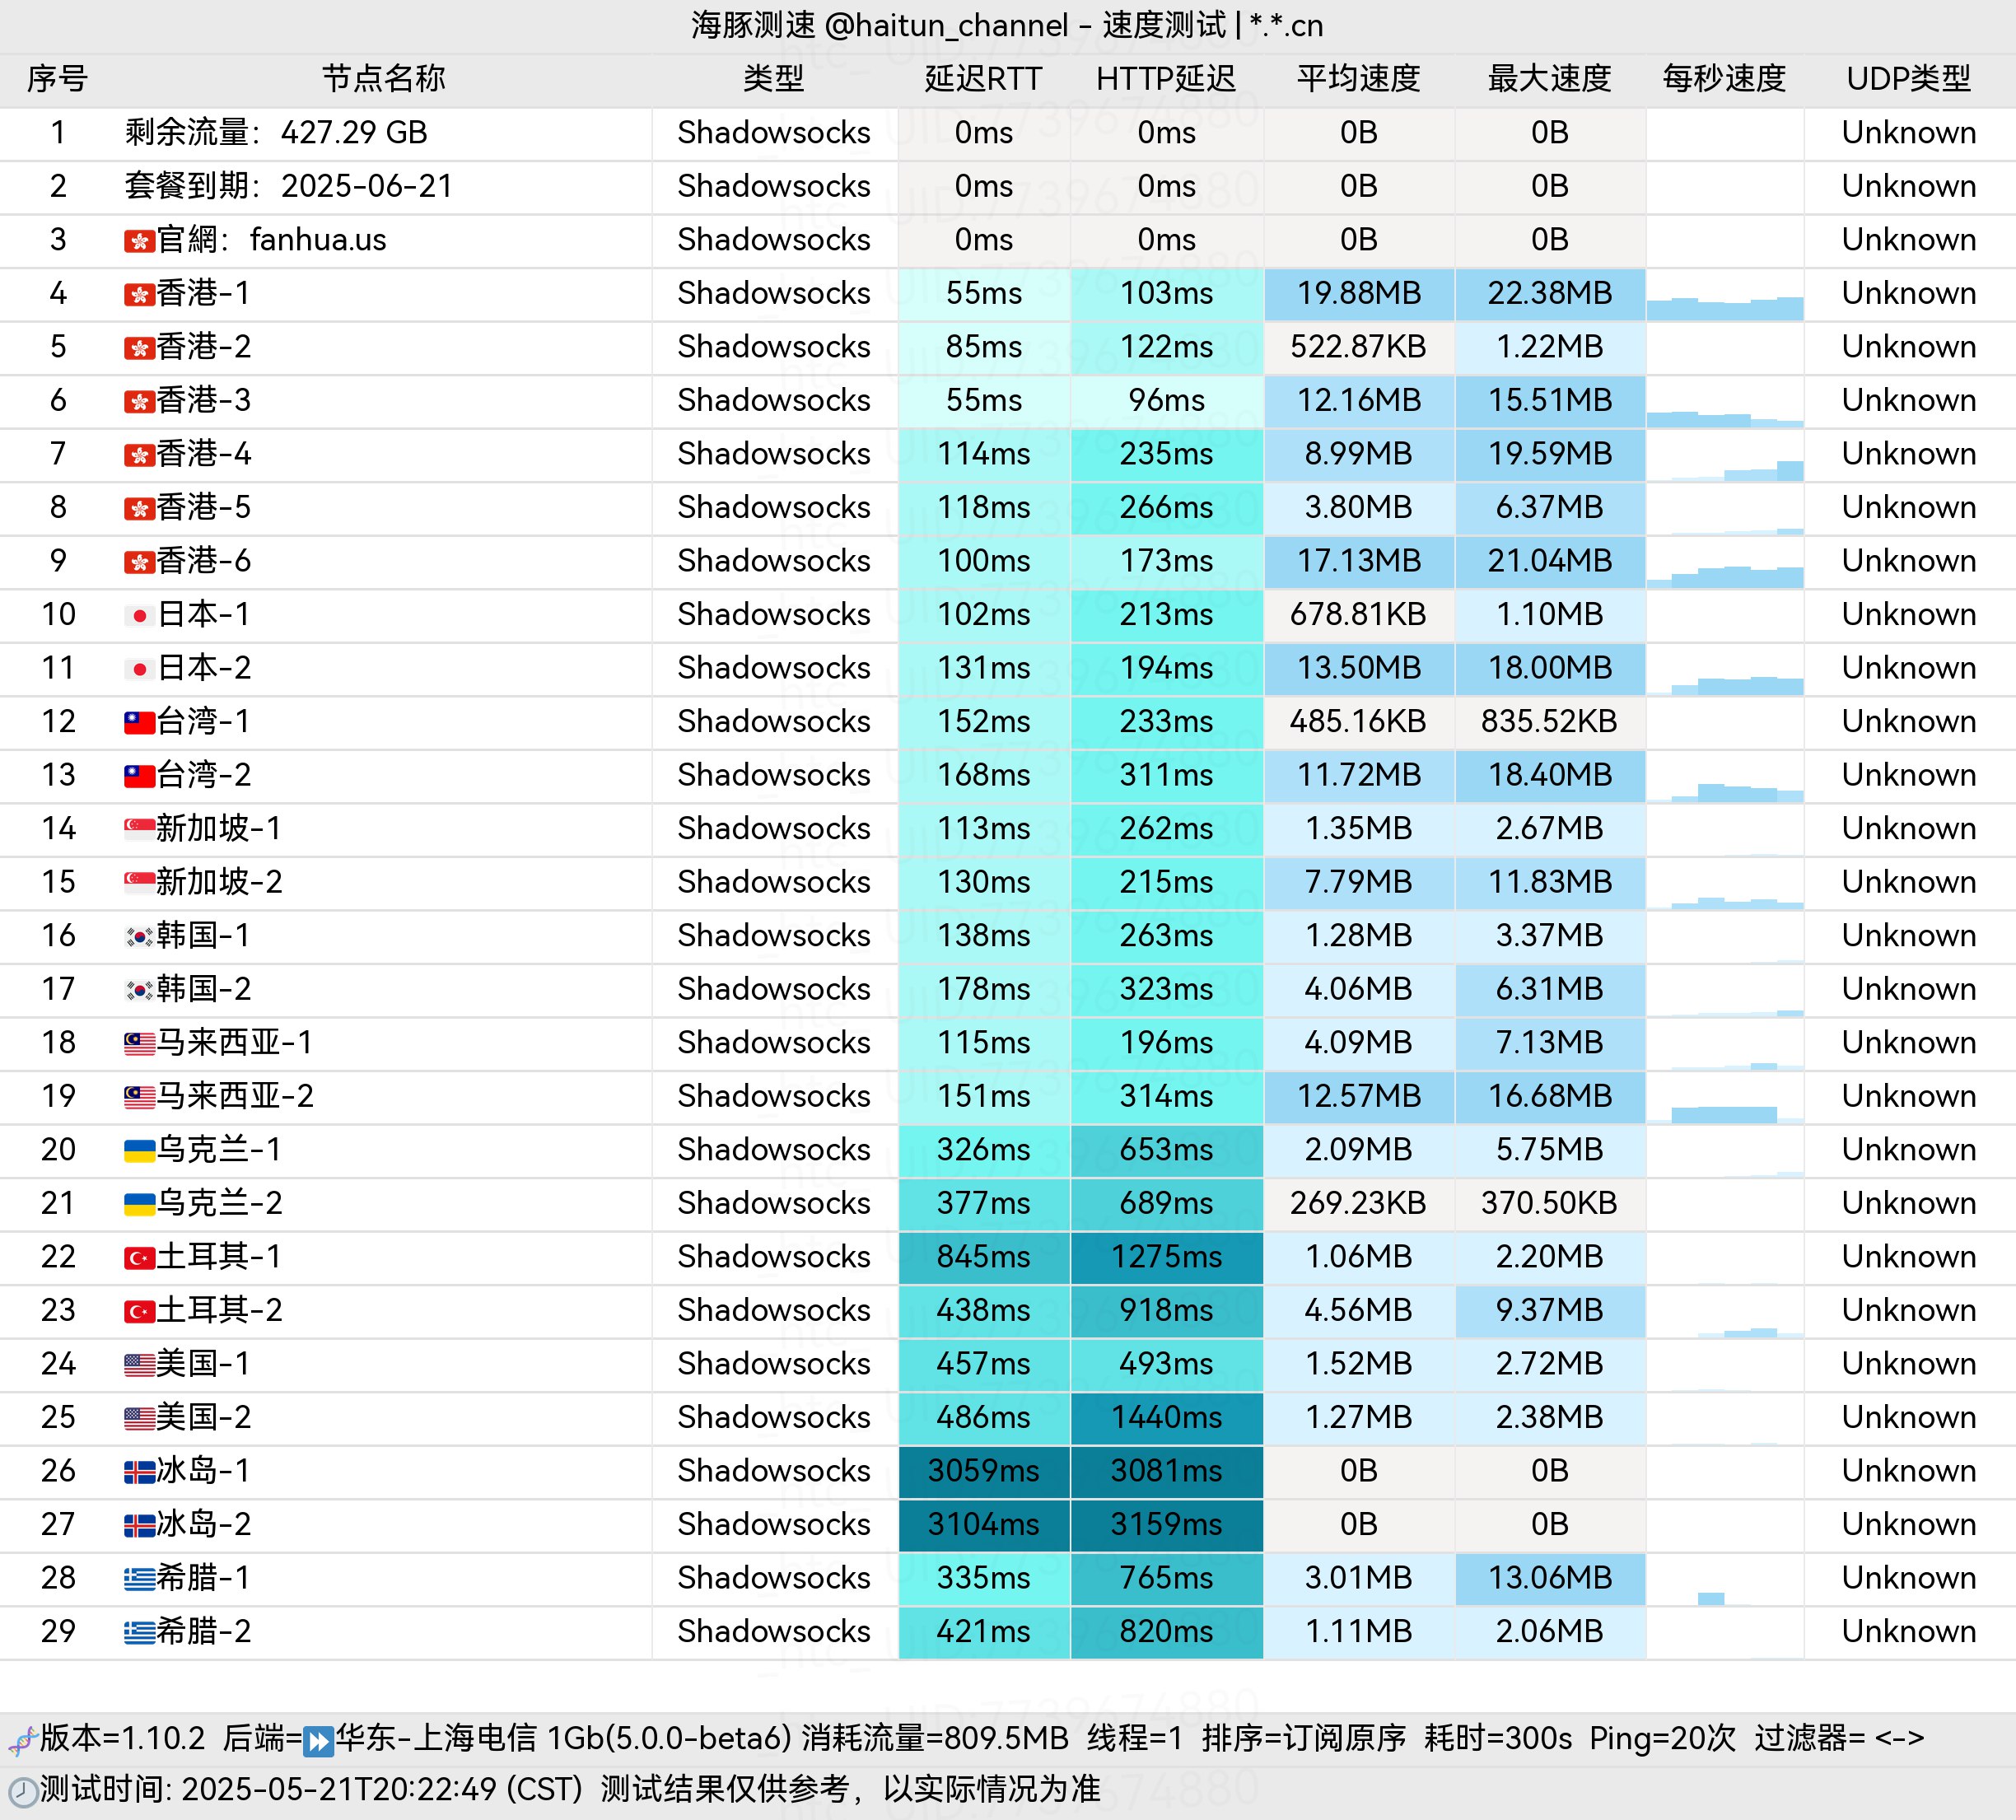 海豚测速 @haitun_channel - 速度测试 | *.*.cn
序号 节点名称 类型 延迟RTT HTTP延迟 平均速度 最大速度 每秒速度 UDP类型
1 剩余流量：427.29 GB Shadowsocks 0ms 0ms 0B 0B Unknown
2 套餐到期：2025-06-21 Shadowsocks 0ms 0ms 0B 0B Unknown
3 🇭🇰官網：fanhua.us Shadowsocks 0ms 0ms 0B 0B Unknown
4 🇭🇰香港-1 Shadowsocks 55ms 103ms 19.88MB 22.38MB Unknown
5 🇭🇰香港-2 Shadowsocks 85ms 122ms 522.87KB 1.22MB Unknown
6 🇭🇰香港-3 Shadowsocks 55ms 96ms 12.16MB 15.51MB Unknown
7 🇭🇰香港-4 Shadowsocks 114ms 235ms 8.99MB 19.59MB Unknown
8 🇭🇰香港-5 Shadowsocks 118ms 266ms 3.80MB 6.37MB Unknown
9 🇭🇰香港-6 Shadowsocks 100ms 173ms 17.13MB 21.04MB Unknown
10 🇯🇵日本-1 Shadowsocks 102ms 213ms 678.81KB 1.10MB Unknown
11 🇯🇵日本-2 Shadowsocks 131ms 194ms 13.50MB 18.00MB Unknown
12 🇹🇼台湾-1 Shadowsocks 152ms 233ms 485.16KB 835.52KB Unknown
13 🇹🇼台湾-2 Shadowsocks 168ms 311ms 11.72MB 18.40MB Unknown
14 🇸🇬新加坡-1 Shadowsocks 113ms 262ms 1.35MB 2.67MB Unknown
15 🇸🇬新加坡-2 Shadowsocks 130ms 215ms 7.79MB 11.83MB Unknown
16 🇰🇷韩国-1 Shadowsocks 138ms 263ms 1.28MB 3.37MB Unknown
17 🇰🇷韩国-2 Shadowsocks 178ms 323ms 4.06MB 6.31MB Unknown
18 🇲🇾马来西亚-1 Shadowsocks 115ms 196ms 4.09MB 7.13MB Unknown
19 🇲🇾马来西亚-2 Shadowsocks 151ms 314ms 12.57MB 16.68MB Unknown
20 🇺🇦乌克兰-1 Shadowsocks 326ms 653ms 2.09MB 5.75MB Unknown
21 🇺🇦乌克兰-2 Shadowsocks 377ms 689ms 269.23KB 370.50KB Unknown
22 🇹🇷土耳其-1 Shadowsocks 845ms 1275ms 1.06MB 2.20MB Unknown
23 🇹🇷土耳其-2 Shadowsocks 438ms 918ms 4.56MB 9.37MB Unknown
24 🇺🇸美国-1 Shadowsocks 457ms 493ms 1.52MB 2.72MB Unknown
25 🇺🇸美国-2 Shadowsocks 486ms 1440ms 1.27MB 2.38MB Unknown
26 🇮🇸冰岛-1 Shadowsocks 3059ms 3081ms 0B 0B Unknown
27 🇮🇸冰岛-2 Shadowsocks 3104ms 3159ms 0B 0B Unknown
28 🇬🇷希腊-1 Shadowsocks 335ms 765ms 3.01MB 13.06MB Unknown
29 🇬🇷希腊-2 Shadowsocks 421ms 820ms 1.11MB 2.06MB Unknown
🧬版本=1.10.2 后端=⏩华东-上海电信 1Gb(5.0.0-beta6) 消耗流量=809.5MB 线程=1 排序=订阅原序 耗时=300s Ping=20次 过滤器= <->
🕗测试时间: 2025-05-21T20:22:49 (CST) 测试结果仅供参考，以实际情况为准